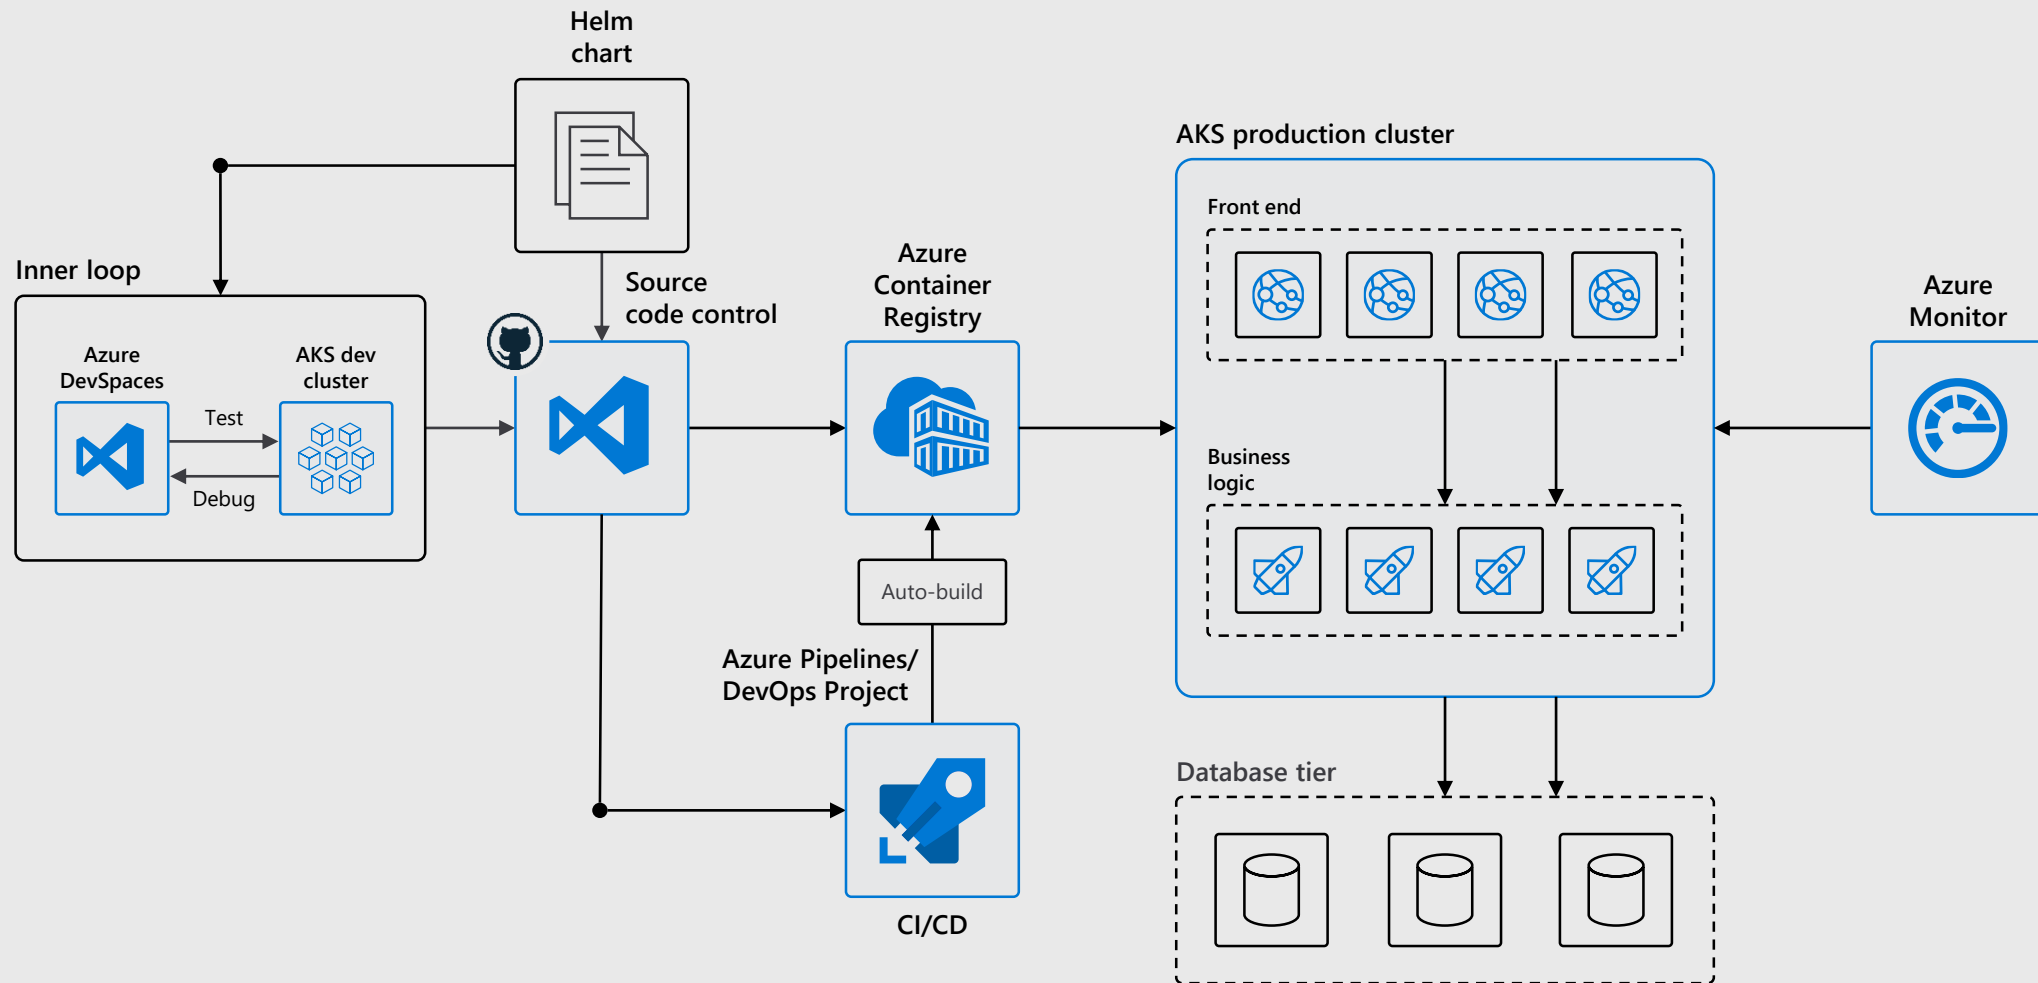 Helm
chart
Inner loop
Azure
DevSpaces
Test
Debug
AKS dev
cluster
Source
code control
Azure
Container
Registry
Auto-build
Azure Pipelines/
DevOps Project
CI/CD
AKS production cluster
Front end
Business
logic
Database tier
Azure
Monitor